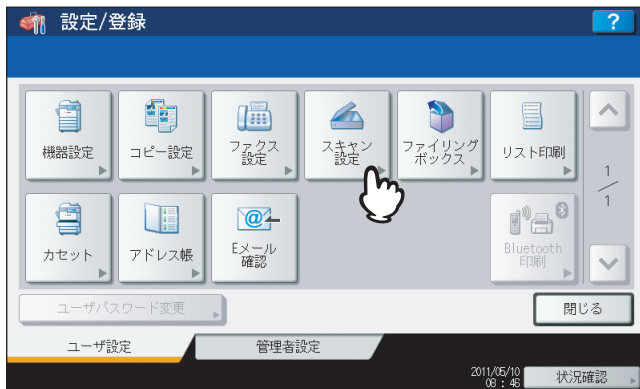 設定/登録
?
機器設定
コピー設定
ファクス
設定
スキャン
設定
ファイリング
ボックス
リスト印刷
1
1
カセット
アドレス帳
@
Eメール
確認
Bluetooth
印刷
ユーザパスワード変更
閉じる
ユーザ設定
管理者設定
2011/05/10
08 : 46
状況確認